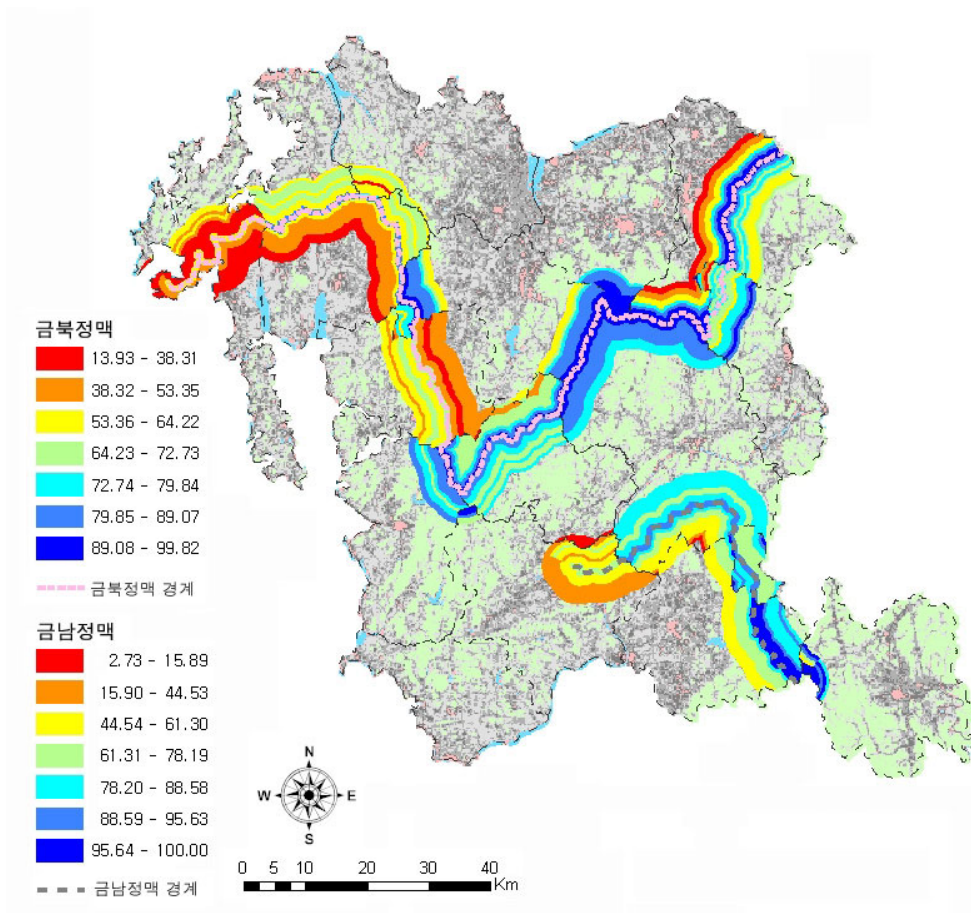 금북정맥
13.93 - 38.31
38.32 - 53.35
53.36 - 64.22
64.23 - 72.73
72.74 - 79.84
79.85 - 89.07
89.08 - 99.82
금북정맥 경계
금남정맥
2.73 - 15.89
15.90 - 44.53
44.54 - 61.30
61.31 - 78.19
78.20 - 88.58
88.59 - 95.63
95.64 - 100.00
금남정맥 경계
N
W E
S
0 5 10 20 30 40
Km